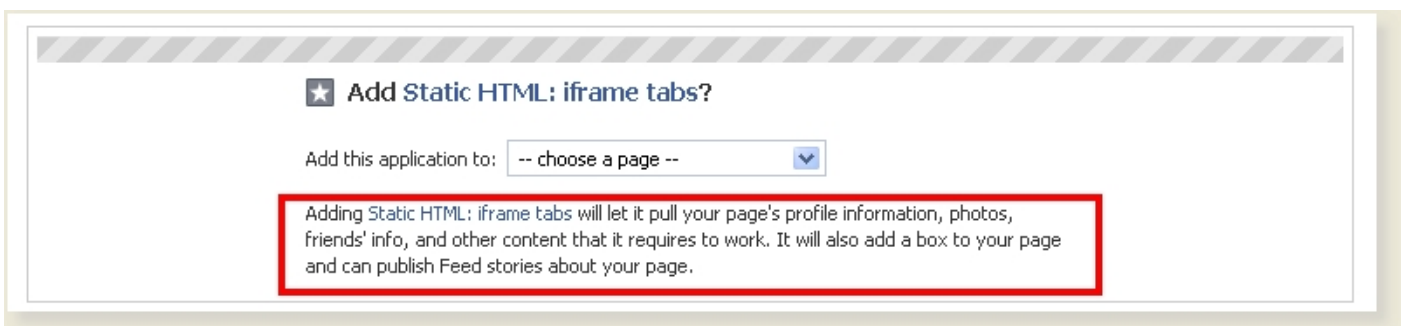 Add Static HTML: iframe tabs?
Add this application to: -- choose a page --
Adding Static HTML: iframe tabs will let it pull your page's profile information, photos,
friends' info, and other content that it requires to work. It will also add a box to your page
and can publish Feed stories about your page.